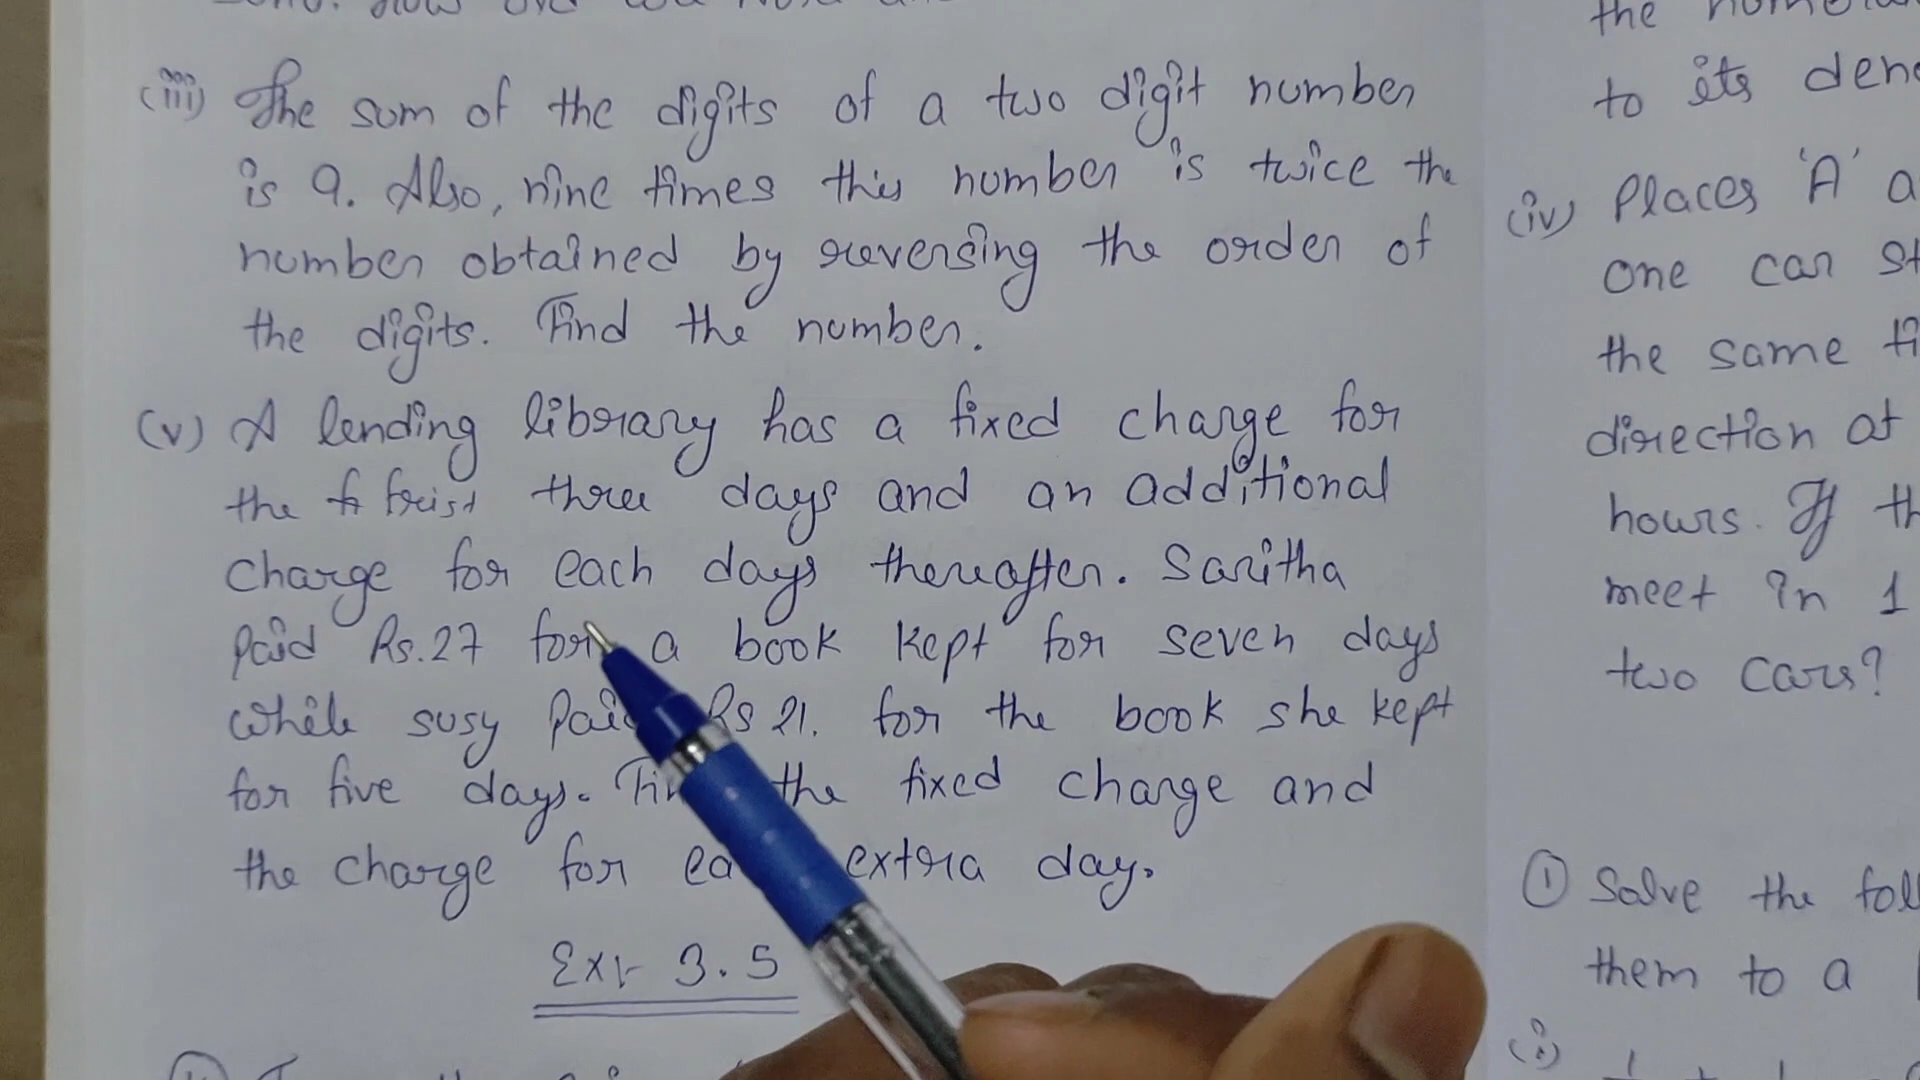 (iii) The sum of the digits of a two digit number
is 9. Also, nine times this number is twice the
number obtained by reversing the order of
the digits. Find the number.
(v) A lending library has a fixed charge for
the first three days and an additional
charge for each days thereafter. Saritha
Paid Rs.27 for a book kept for seven days
while susy Paid Rs 21. for the book she kept
for five days. the fixed charge and
the charge for extra day.
Ex:- 3.5
the
to its
(iv) Places 'A'
one can
the same
direction at
hours. If
meet in 1
two cars?
① Solve the
them to a
(i)